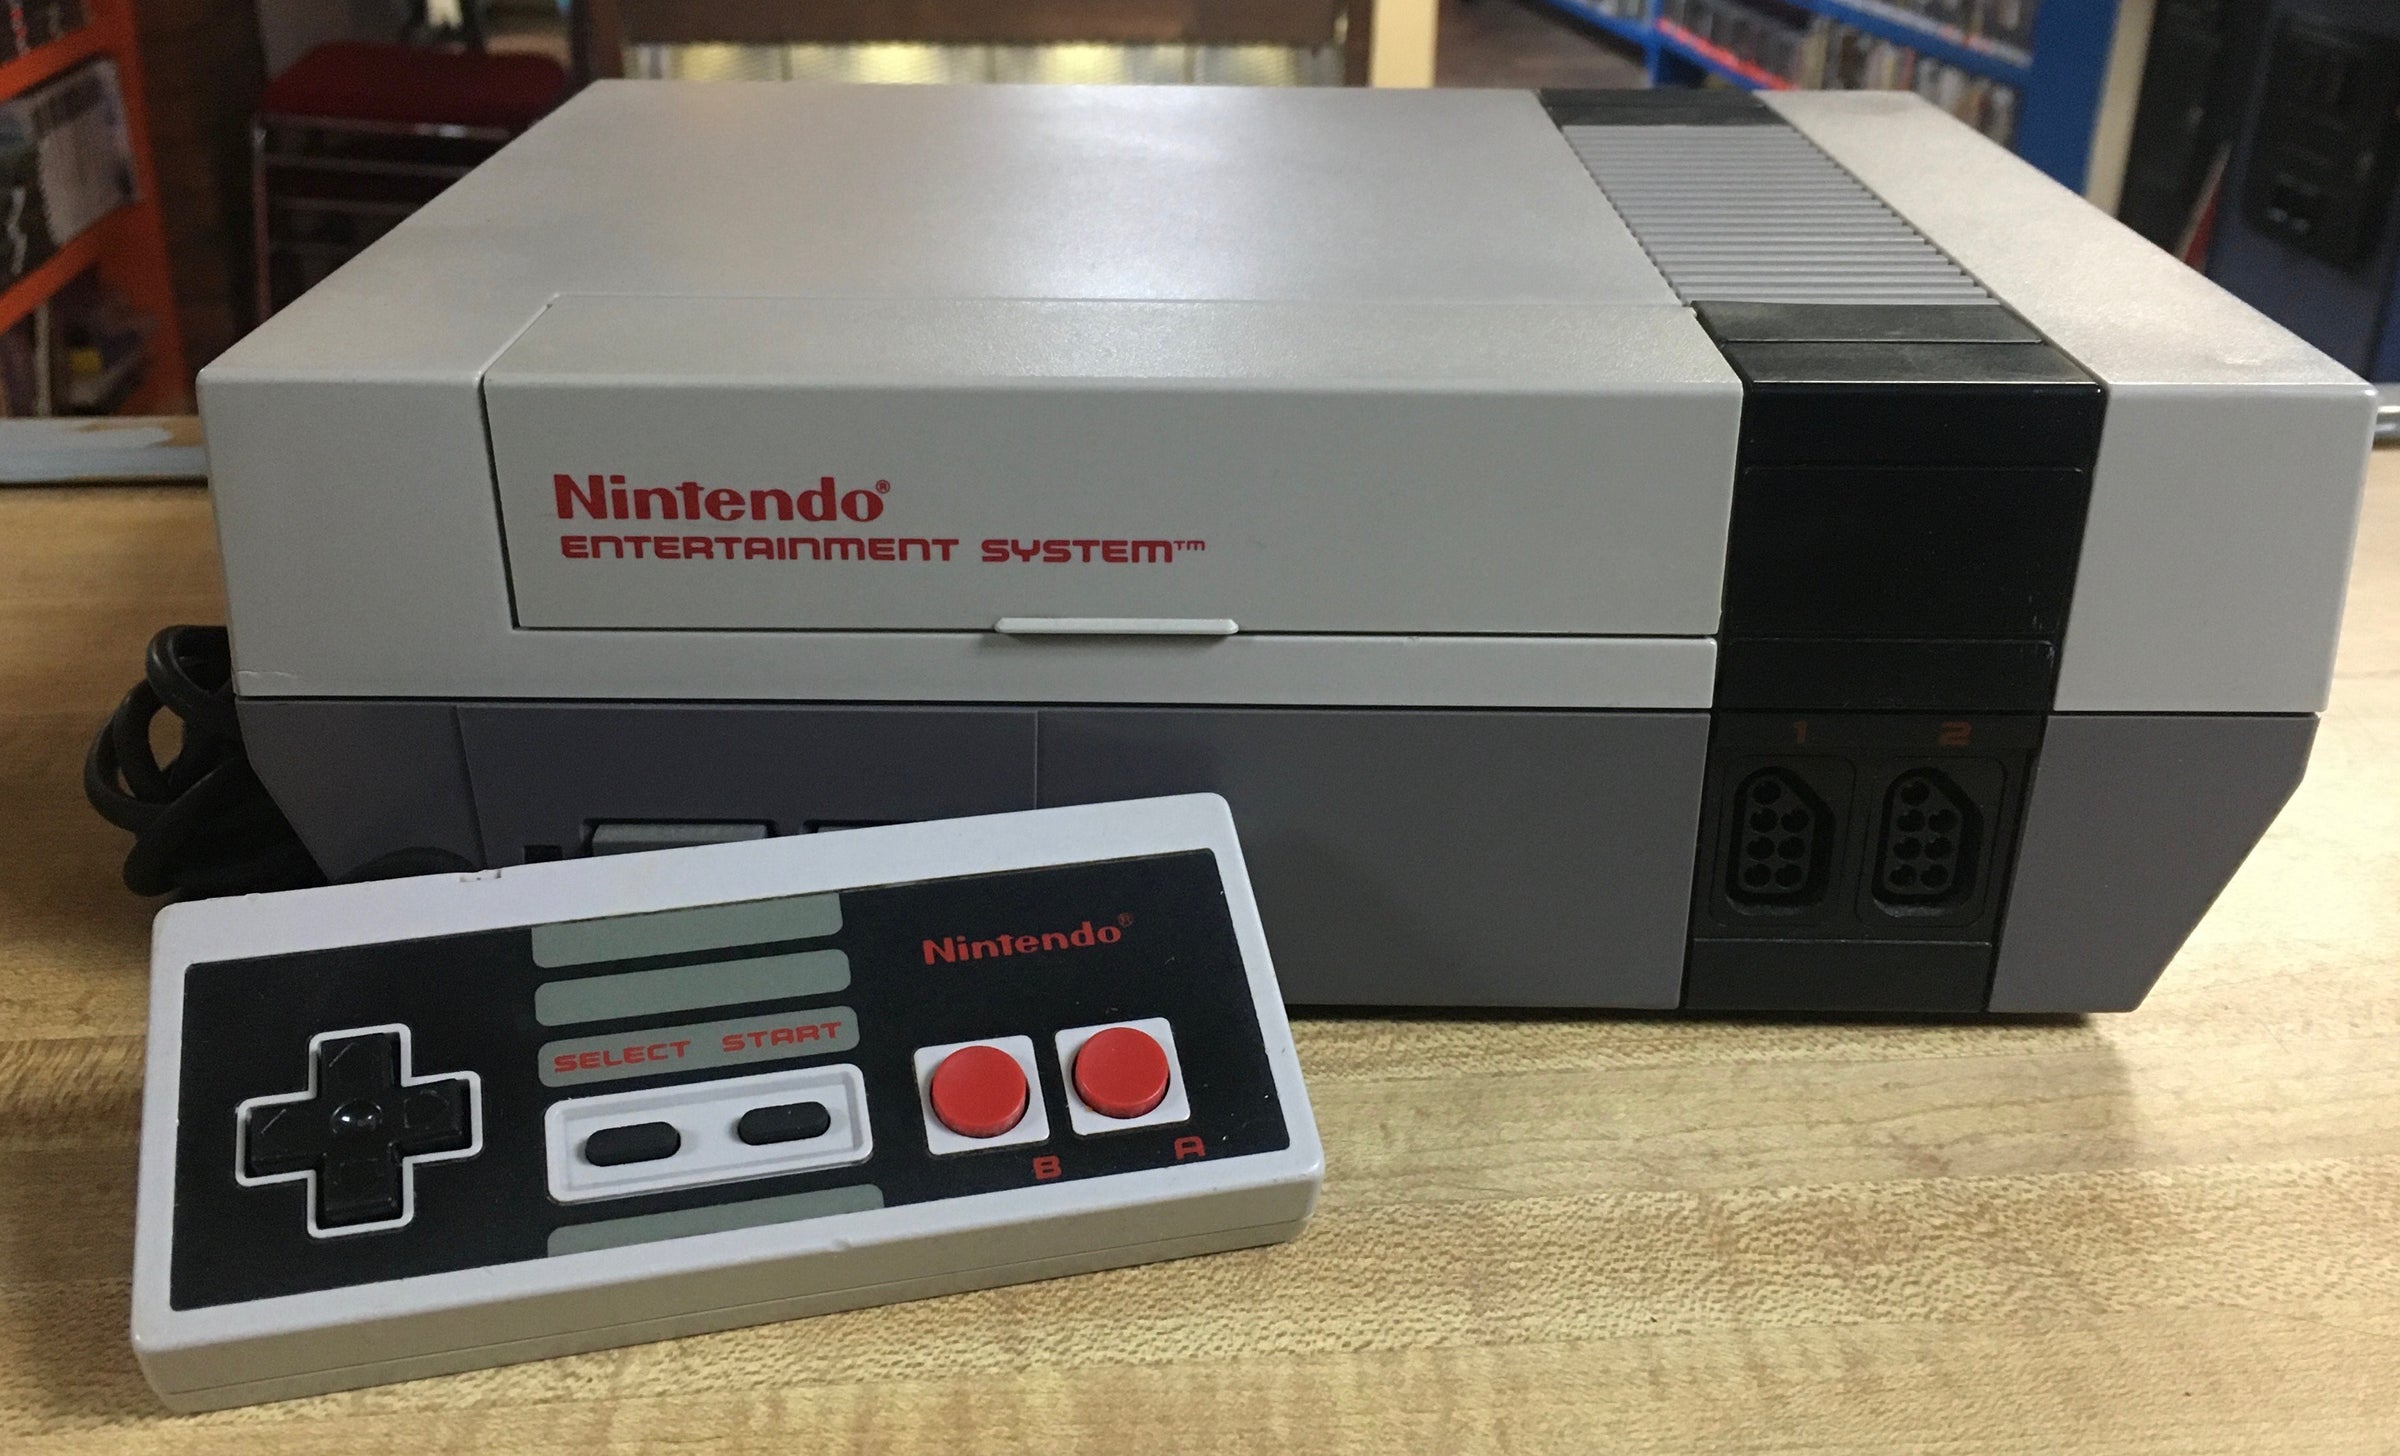 Nintendo®
ENTERTAINMENT SYSTEM™
1 2
Nintendo®
SELECT START
B A